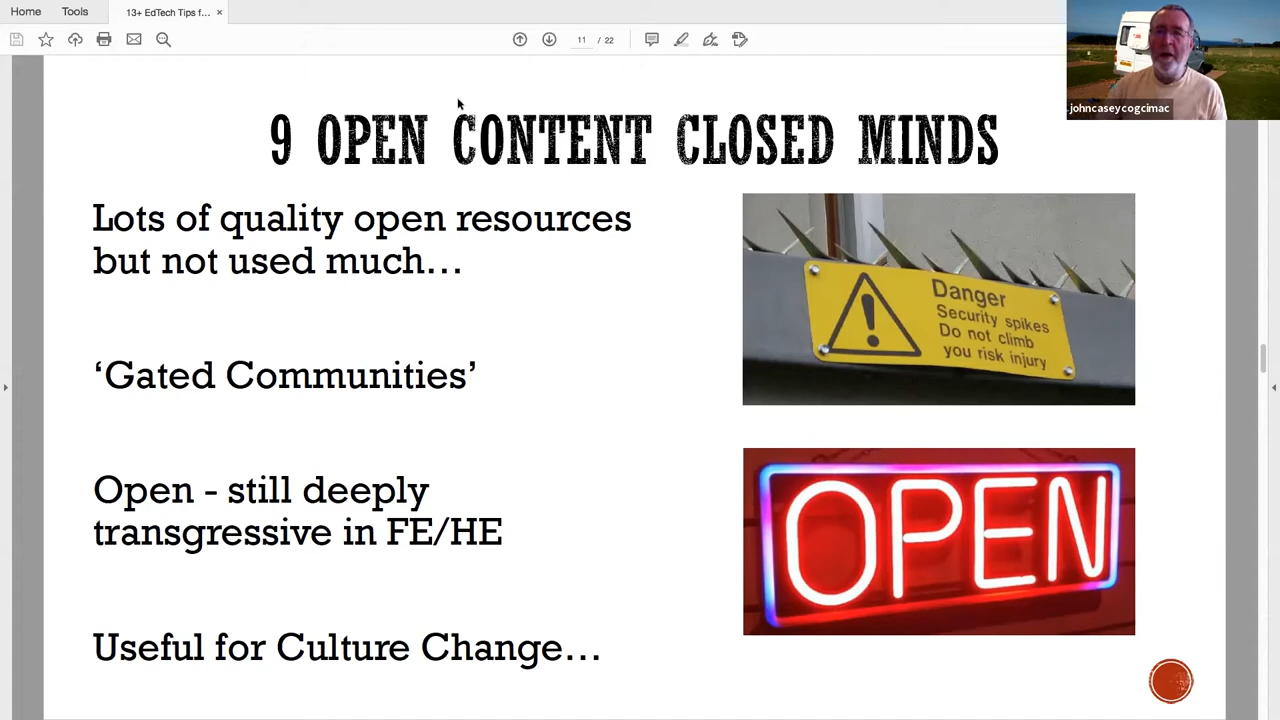 Home
Tools
13+ EdTech Tips f...
×
11 / 22
johncaseycogcimac
9 OPEN CONTENT CLOSED MINDS
Lots of quality open resources
but not used much…
‘Gated Communities’
Open - still deeply
transgressive in FE/HE
Useful for Culture Change…
Danger
Security spikes
Do not climb
you risk injury
OPEN